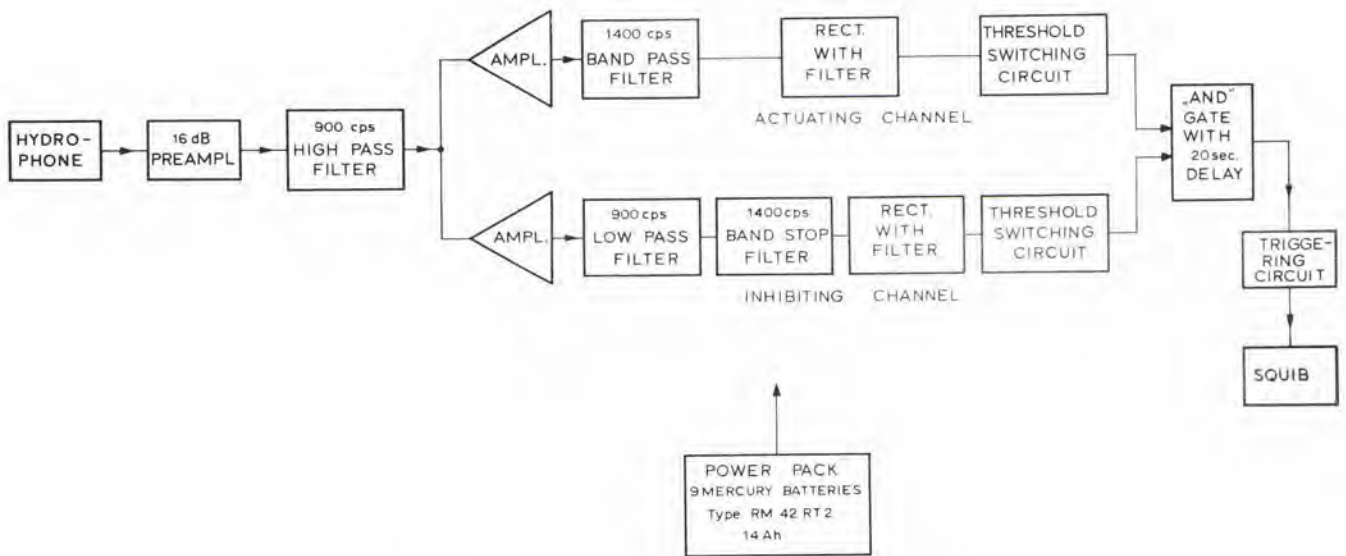 HYDRO-
PHONE
16 dB
PREAMPL
900 cps
HIGH PASS
FILTER
AMPL.
1400 cps
BAND PASS
FILTER
RECT.
WITH
FILTER
THRESHOLD
SWITCHING
CIRCUIT
ACTUATING CHANNEL
AMPL.
900 cps
LOW PASS
FILTER
1400 cps
BAND STOP
FILTER
RECT.
WITH
FILTER
THRESHOLD
SWITCHING
CIRCUIT
INHIBITING CHANNEL
„AND"
GATE
WITH
20 sec.
DELAY
TRIGGE-
RING
CIRCUIT
SQUIB
POWER PACK
9 MERCURY BATTERIES
Type RM 42 RT 2
14 Ah